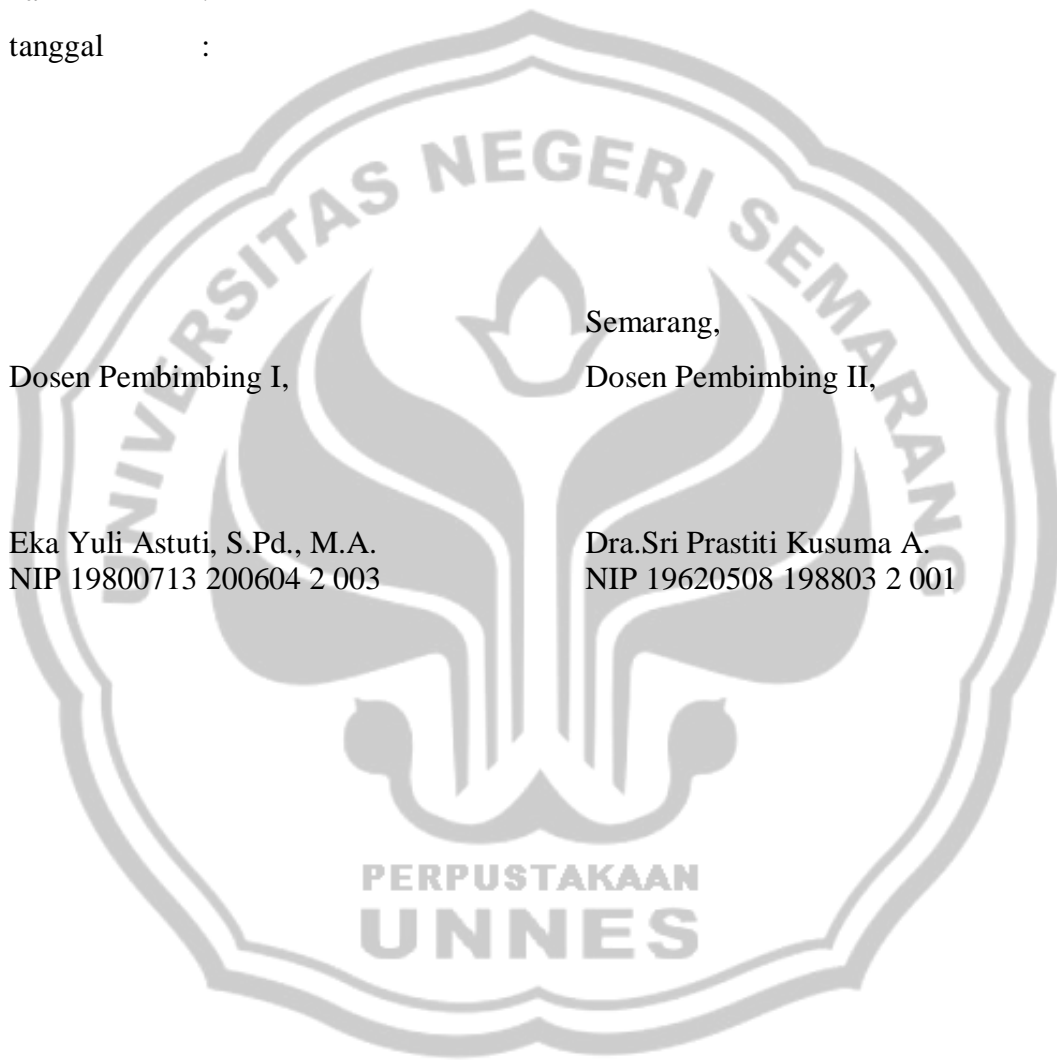 tanggal :
UNIVERSITAS NEGERI SEMARANG
Semarang,
Dosen Pembimbing I, Dosen Pembimbing II,
Eka Yuli Astuti, S.Pd., M.A. Dra.Sri Prastiti Kusuma A.
NIP 19800713 200604 2 003 NIP 19620508 198803 2 001
PERPUSTAKAAN
UNNES